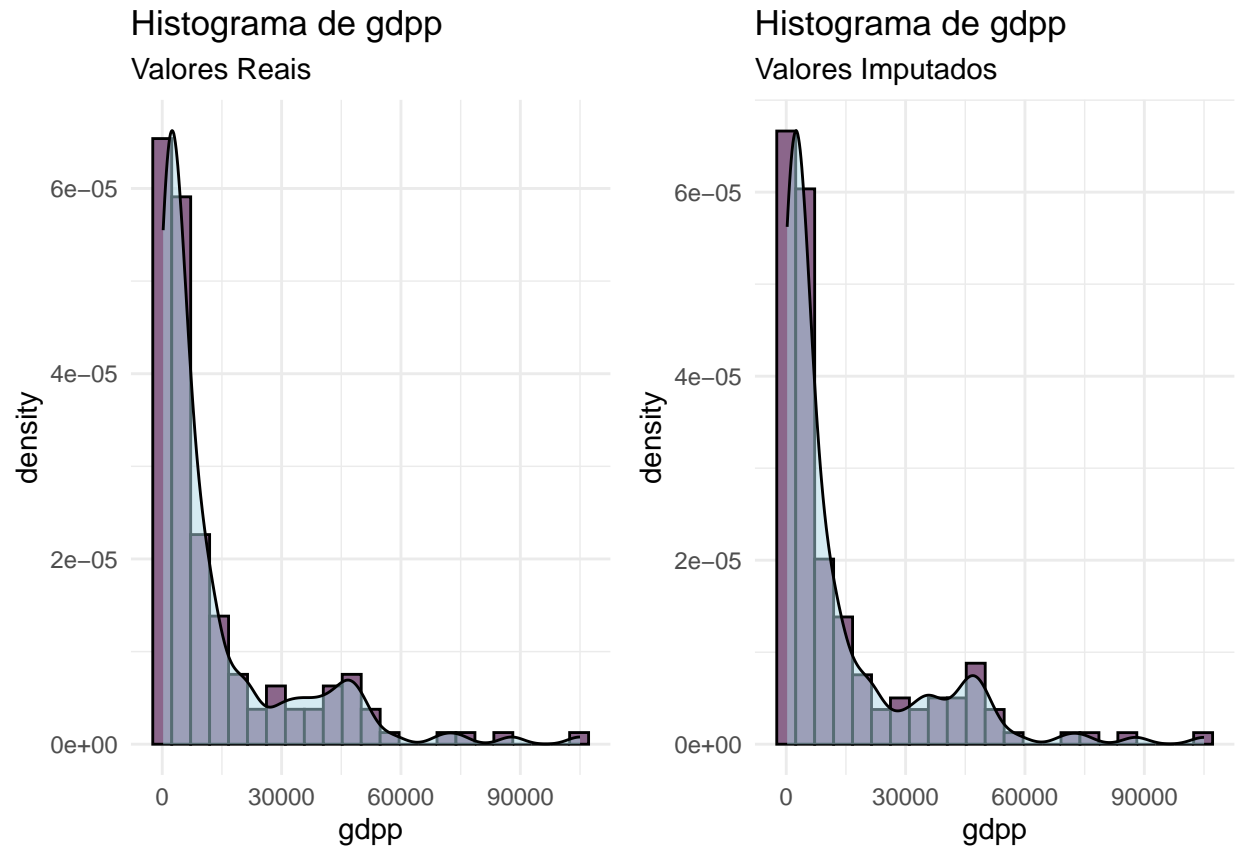 Histograma de gdpp
Valores Reais
6e−05
4e−05
2e−05
0e+00
density
0
30000
60000
90000
gdpp
Histograma de gdpp
Valores Imputados
6e−05
4e−05
2e−05
0e+00
density
0
30000
60000
90000
gdpp